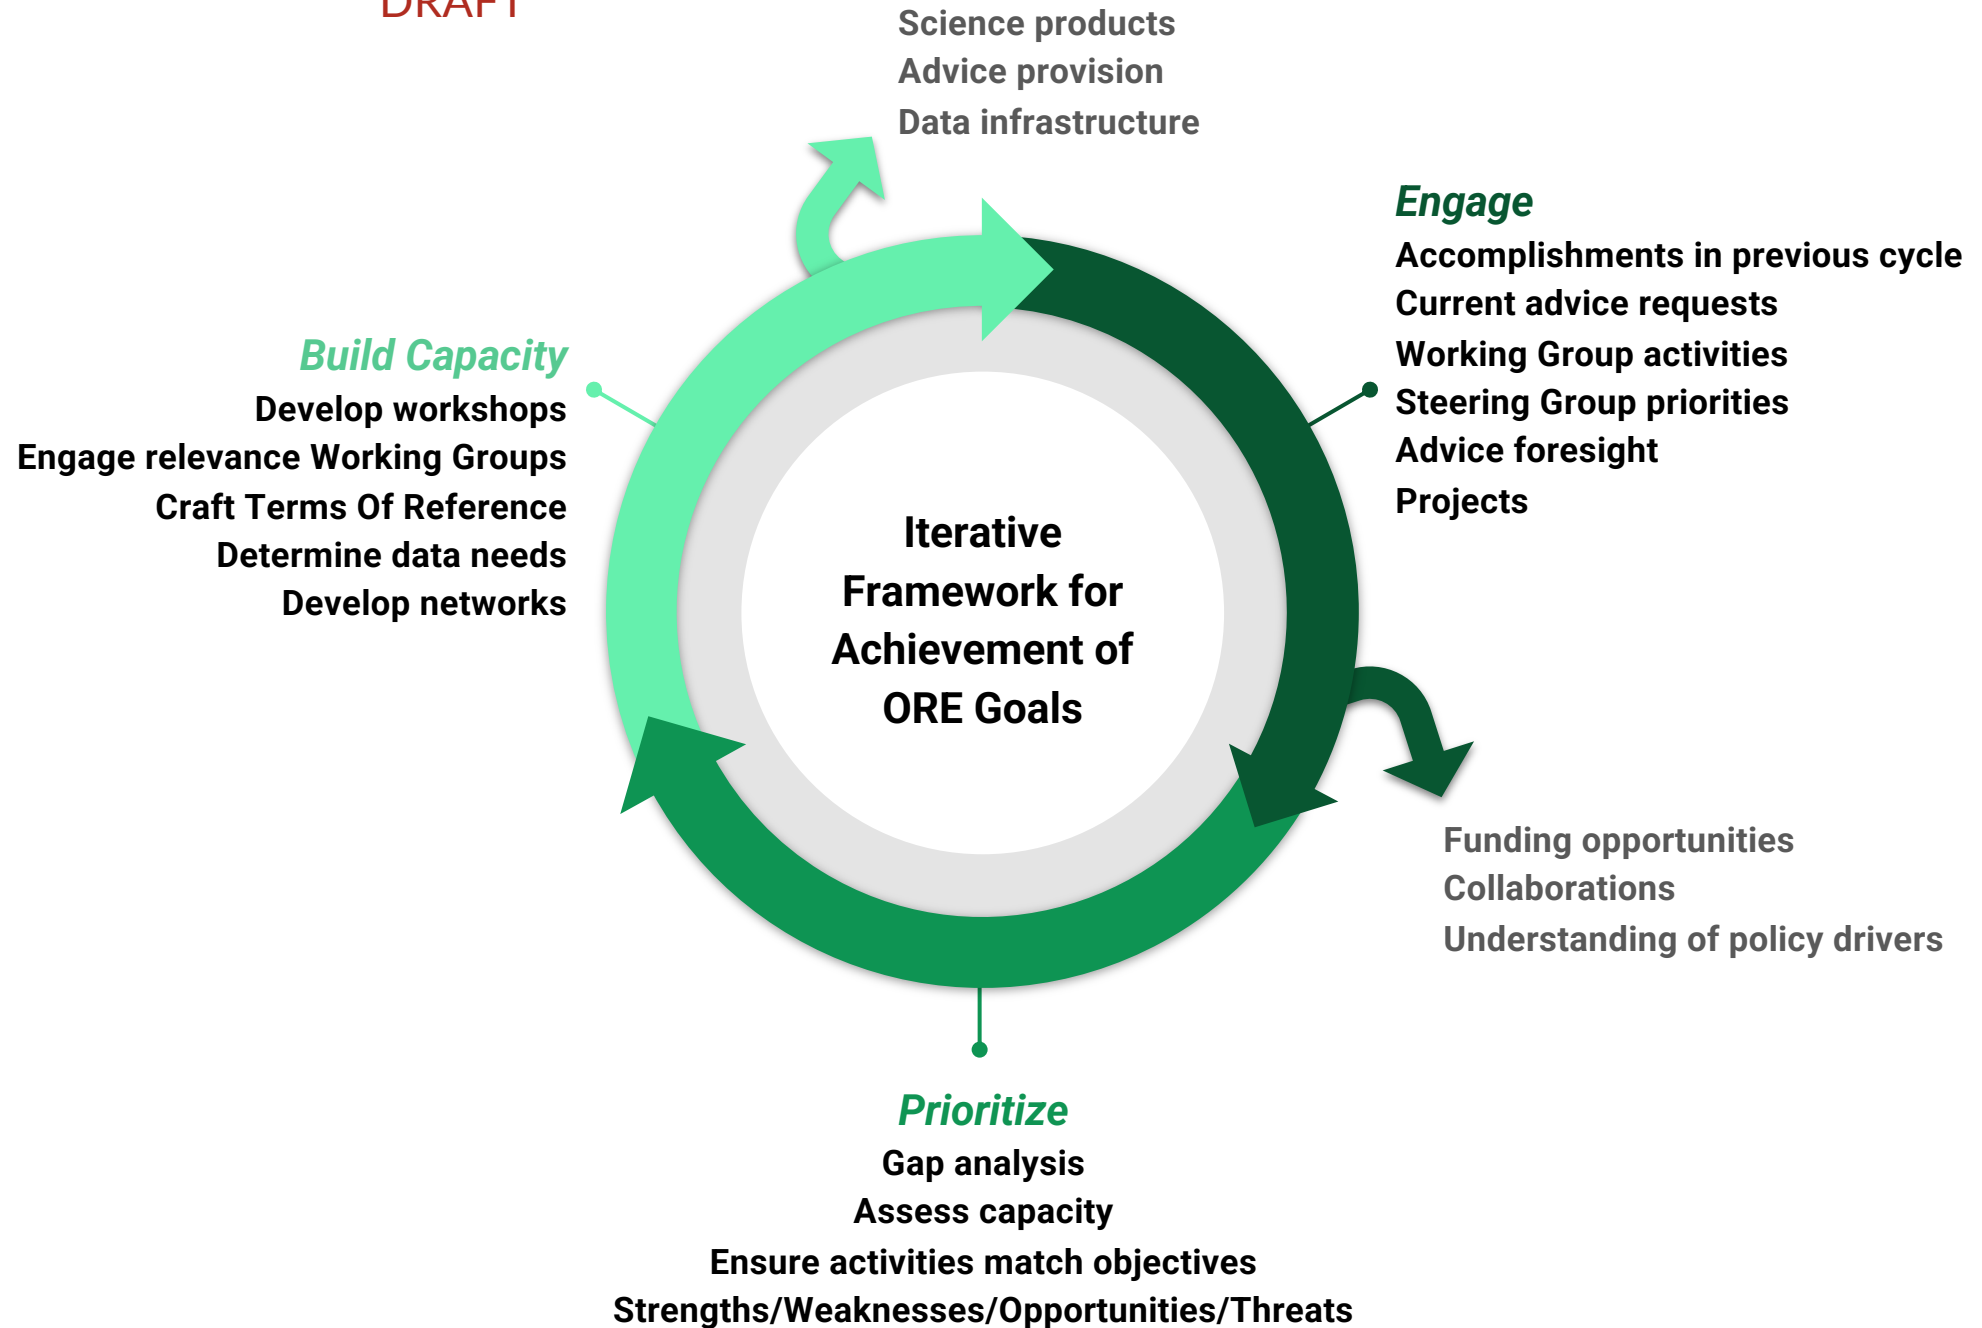 DRAFT
Science products
Advice provision
Data infrastructure
Engage
Accomplishments in previous cycle
Current advice requests
Working Group activities
Steering Group priorities
Advice foresight
Projects
Build Capacity
Develop workshops
Engage relevance Working Groups
Craft Terms Of Reference
Determine data needs
Develop networks
Iterative
Framework for
Achievement of
ORE Goals
Funding opportunities
Collaborations
Understanding of policy drivers
Prioritize
Gap analysis
Assess capacity
Ensure activities match objectives
Strengths/Weaknesses/Opportunities/Threats